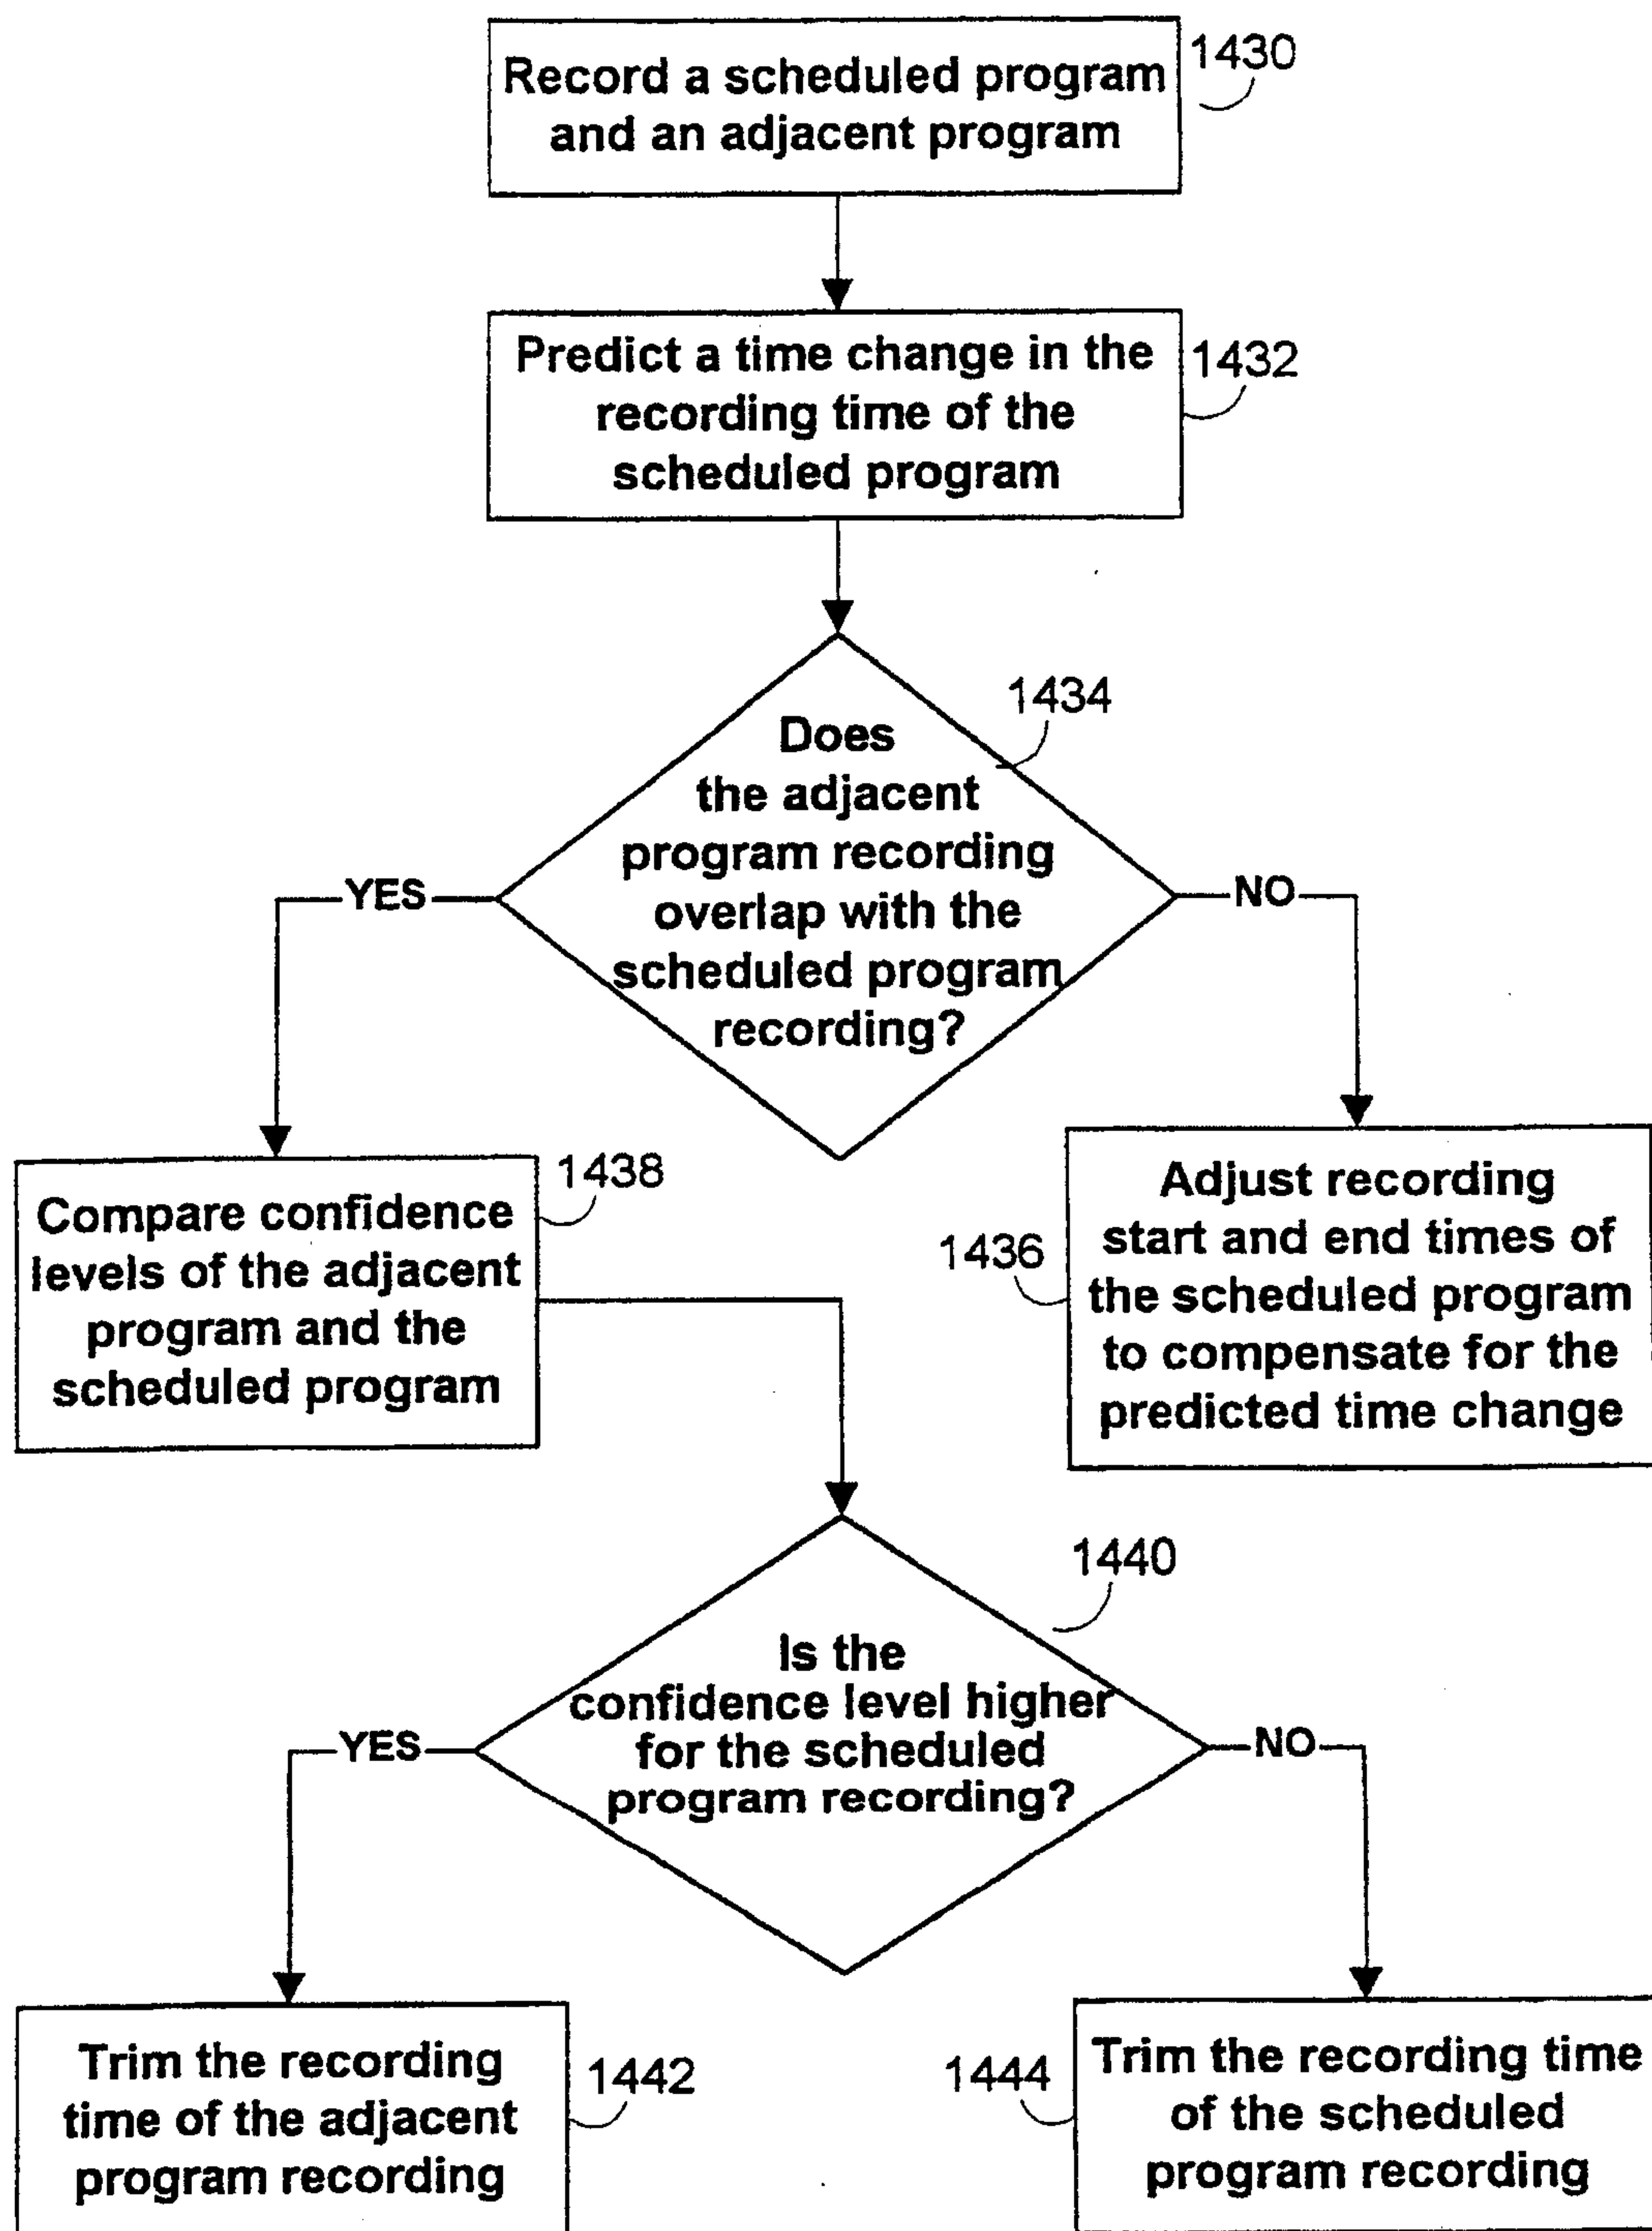 Record a scheduled program
and an adjacent program
1430
Predict a time change in the
recording time of the
scheduled program
1432
1434
Does
the adjacent
program recording
overlap with the
scheduled program
recording?
YES
NO
Compare confidence
levels of the adjacent
program and the
scheduled program
1438
1436
Adjust recording
start and end times of
the scheduled program
to compensate for the
predicted time change
1440
Is the
confidence level higher
for the scheduled
program recording?
YES
NO
Trim the recording
time of the adjacent
program recording
1442
1444
Trim the recording time
of the scheduled
program recording